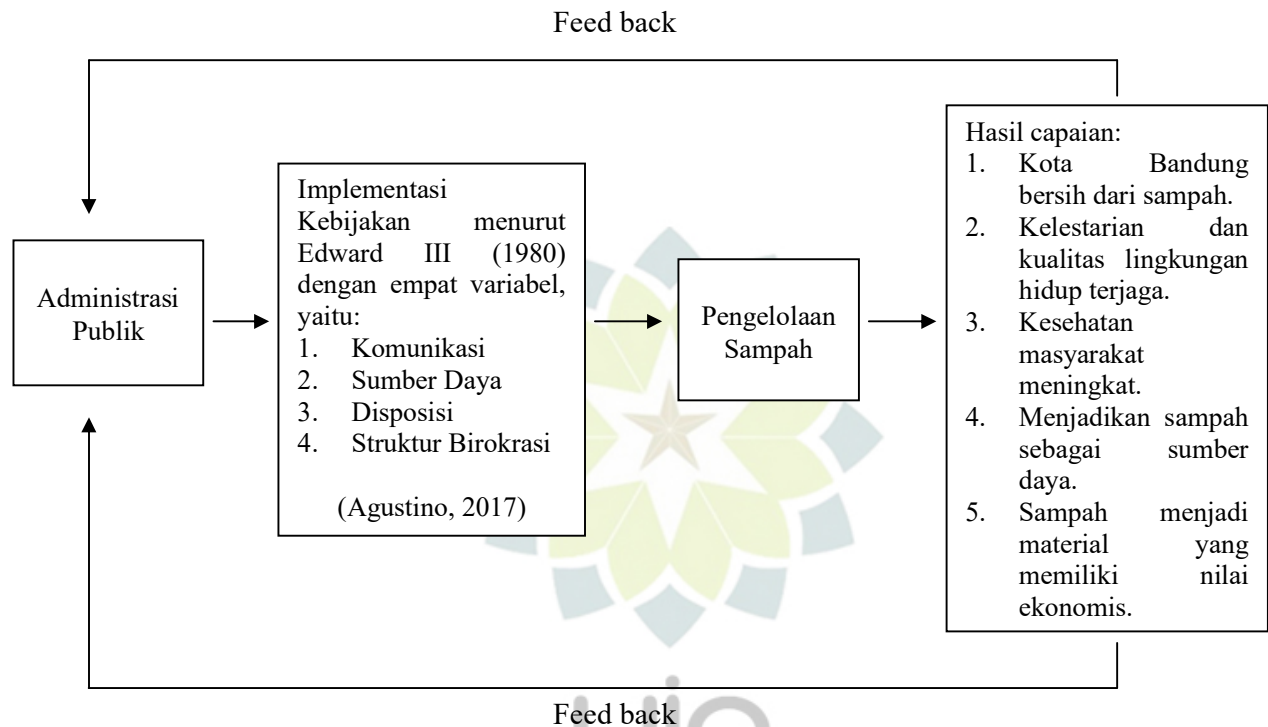 Feed back
Administrasi
Publik
Implementasi
Kebijakan menurut
Edward III (1980)
dengan empat variabel,
yaitu:
1. Komunikasi
2. Sumber Daya
3. Disposisi
4. Struktur Birokrasi
(Agustino, 2017)
Pengelolaan
Sampah
Hasil capaian:
1. Kota Bandung
bersih dari sampah.
2. Kelestarian dan
kualitas lingkungan
hidup terjaga.
3. Kesehatan
masyarakat
meningkat.
4. Menjadikan sampah
sebagai sumber
daya.
5. Sampah menjadi
material yang
memiliki nilai
ekonomis.
Feed back